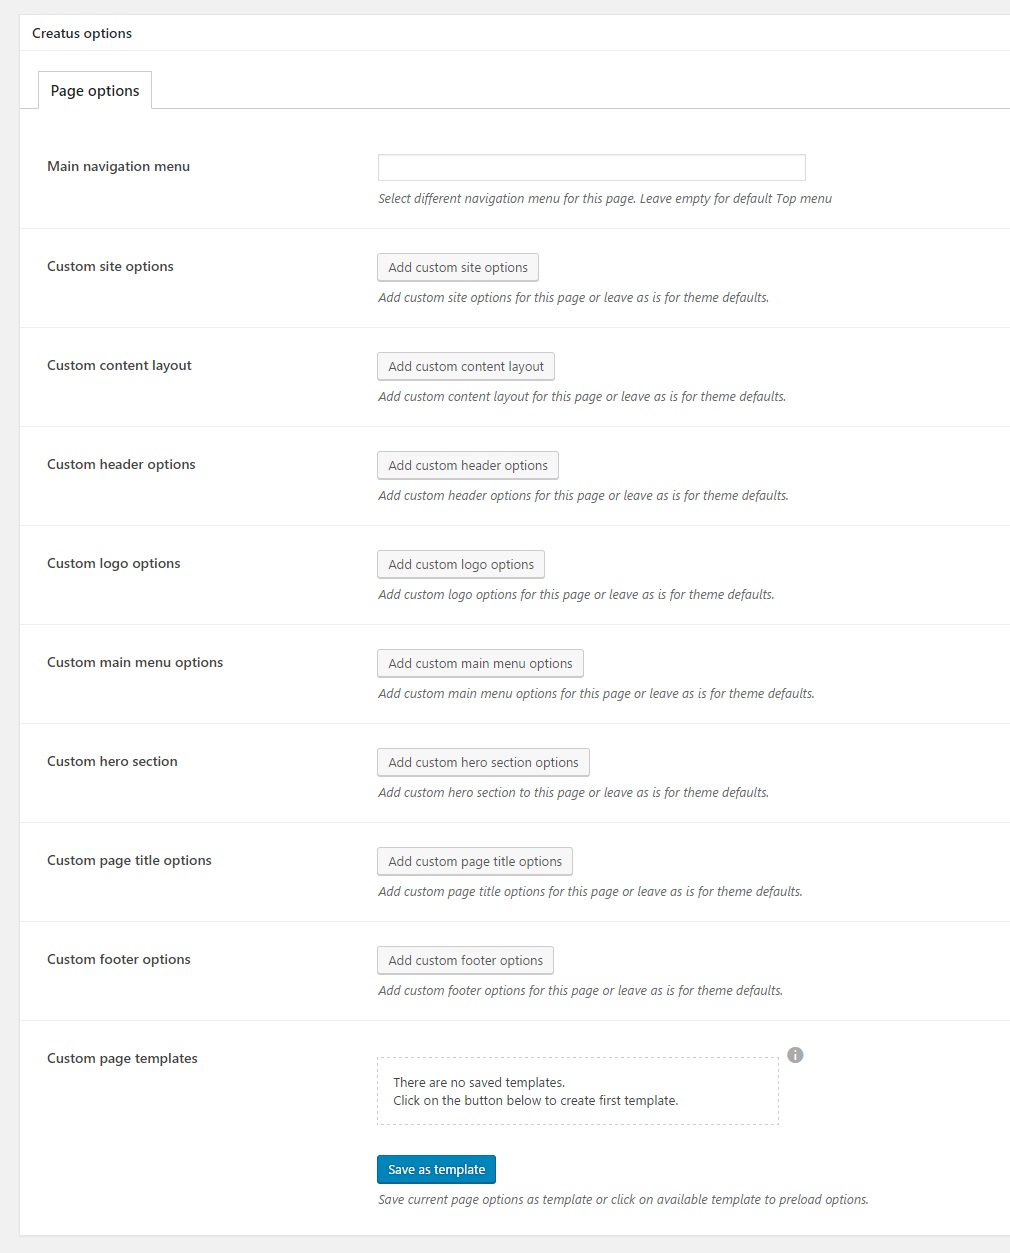 Creatus options
Page options
Main navigation menu
Select different navigation menu for this page. Leave empty for default Top menu
Custom site options
Add custom site options
Add custom site options for this page or leave as is for theme defaults.
Custom content layout
Add custom content layout
Add custom content layout for this page or leave as is for theme defaults.
Custom header options
Add custom header options
Add custom header options for this page or leave as is for theme defaults.
Custom logo options
Add custom logo options
Add custom logo options for this page or leave as is for theme defaults.
Custom main menu options
Add custom main menu options
Add custom main menu options for this page or leave as is for theme defaults.
Custom hero section
Add custom hero section options
Add custom hero section to this page or leave as is for theme defaults.
Custom page title options
Add custom page title options
Add custom page title options for this page or leave as is for theme defaults.
Custom footer options
Add custom footer options
Add custom footer options for this page or leave as is for theme defaults.
Custom page templates
There are no saved templates.
Click on the button below to create first template.
Save as template
Save current page options as template or click on available template to preload options.